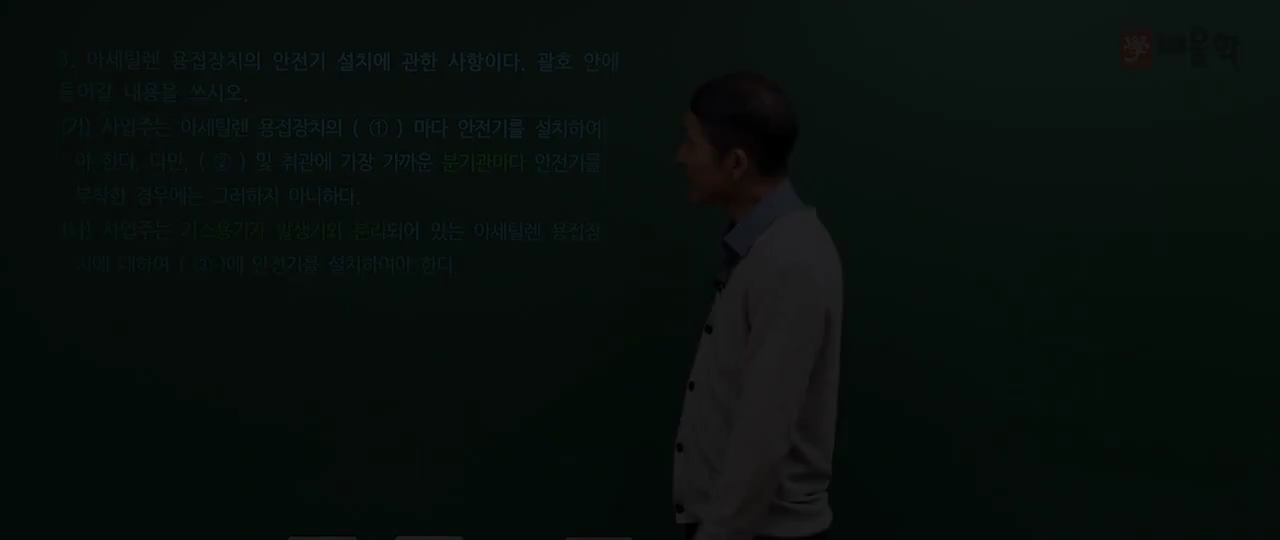 3. 아세틸렌 용접장치의 안전기 설치에 관한 사항이다. 괄호 안에
들어갈 내용을 쓰시오.
배울학
(가) 사업주는 아세틸렌 용접장치의 ( ① ) 마다 안전기를 설치하여
야 한다. 다만, ( ② ) 및 취관에 가장 가까운 분기관마다 안전기를
부착한 경우에는 그러하지 아니하다.
(나) 사업주는 가스용기가 발생기와 분리되어 있는 아세틸렌 용접장
치에 대하여 ( ③ )에 안전기를 설치하여야 한다.